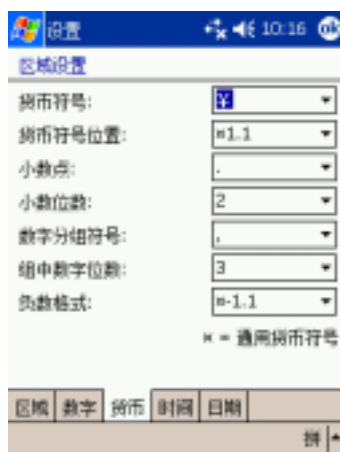 设置 10:16 ok
区域设置
货币符号: ¥
货币符号位置: ¤1.1
小数点: .
小数位数: 2
数字分组符号: ,
组中数字位数: 3
负数格式: ¤-1.1
¤ = 通用货币符号
区域 数字 货币 时间 日期
拼